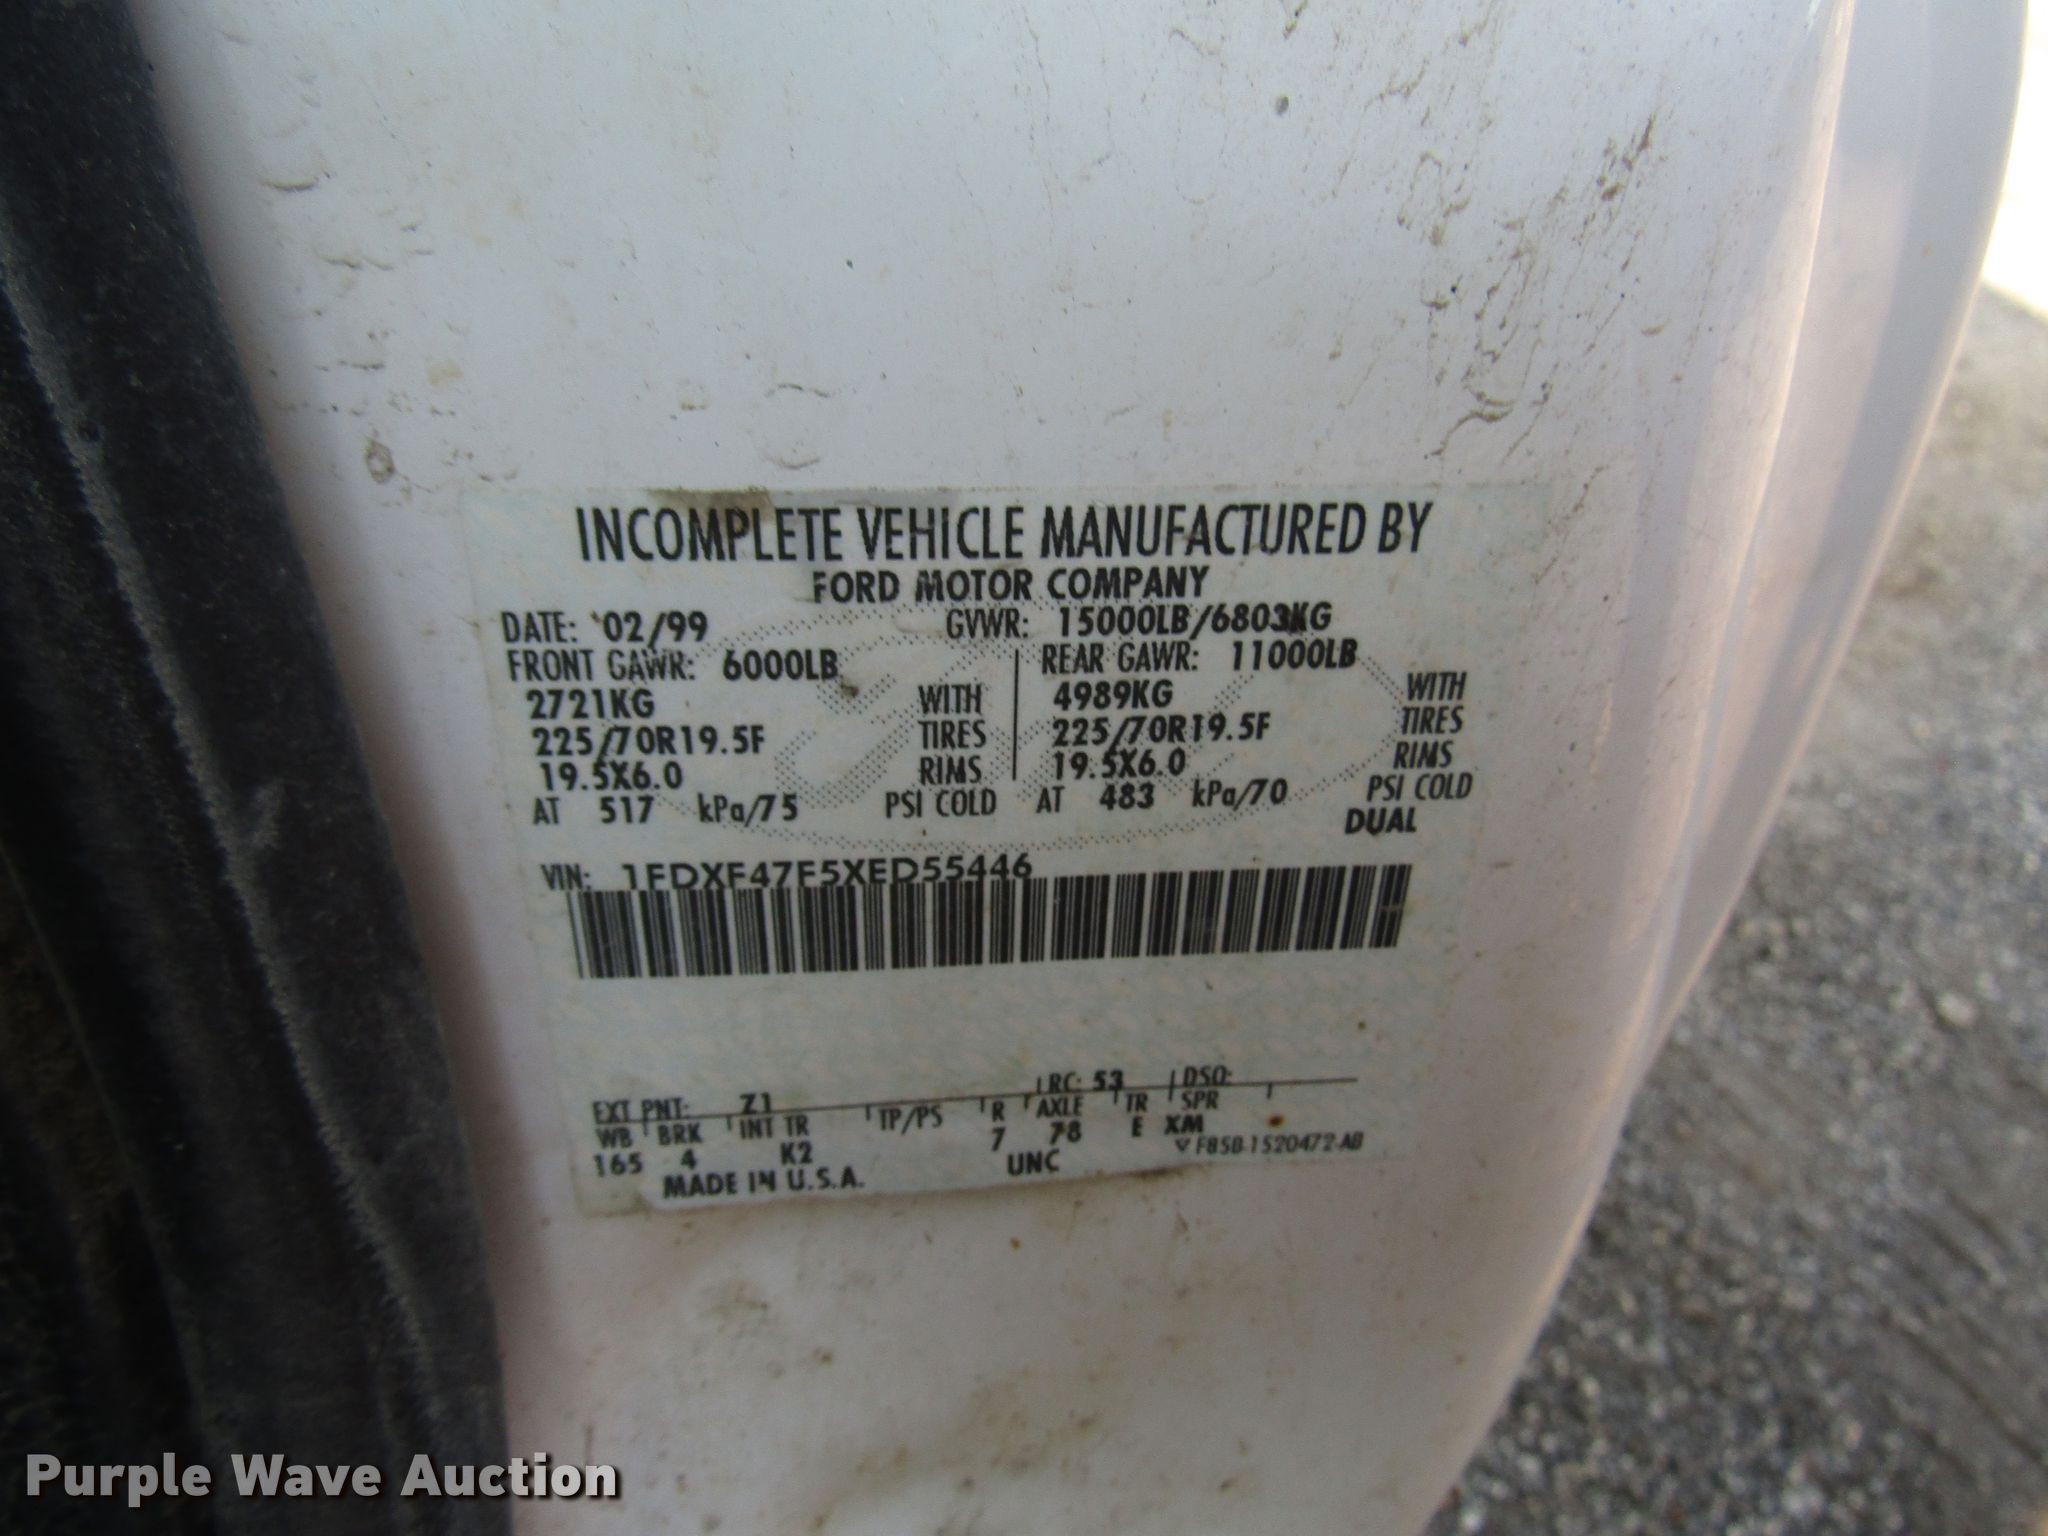 INCOMPLETE VEHICLE MANUFACTURED BY
FORD MOTOR COMPANY
DATE: 02/99 GVWR: 15000LB/6803KG
FRONT GAWR: 6000LB REAR GAWR: 11000LB
2721KG WITH 4989KG WITH
225/70R19.5F TIRES 225/70R19.5F TIRES
19.5X6.0 RIMS 19.5X6.0 RIMS
AT 517 kPa/75 PSI COLD AT 483 kPa/70 PSI COLD
DUAL
VIN: 1FDXF47F5XED55446
EXT PNT: Z1 RC: 53 DSO:
WB BRK INT TR TP/PS R AXLE TR SPR
165 4 K2 7 78 E XM
MADE IN U.S.A. UNC F85B-1520472-AB
Purple Wave Auction